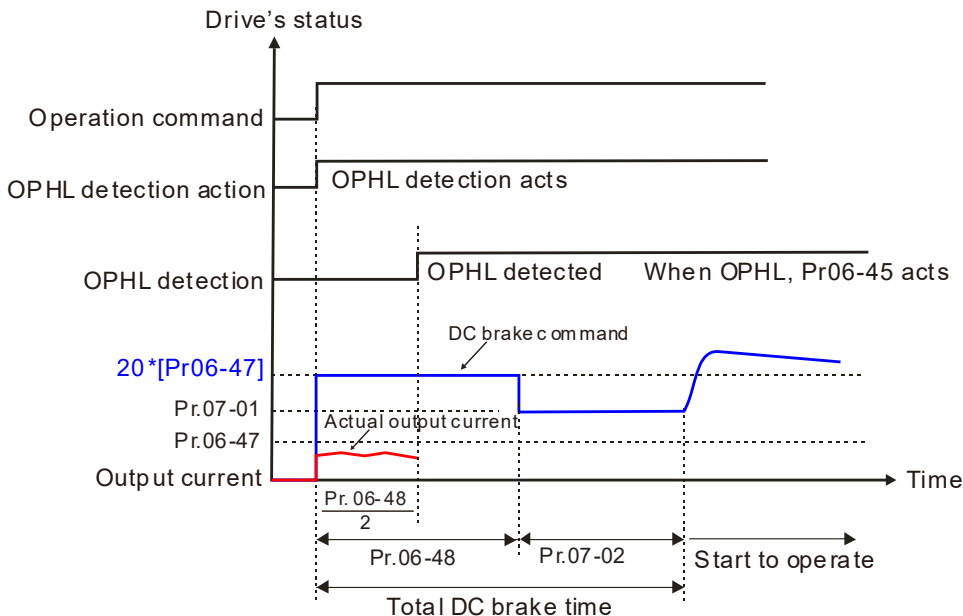 Drive's status
Operation command
OPHL detection action
OPHL detection acts
OPHL detection
OPHL detected
When OPHL, Pr06-45 acts
DC brake command
20*[Pr06-47]
Pr.07-01
Actual output current
Pr.06-47
Output current
Time
Pr. 06-48
2
Pr.06-48
Pr.07-02
Start to operate
Total DC brake time